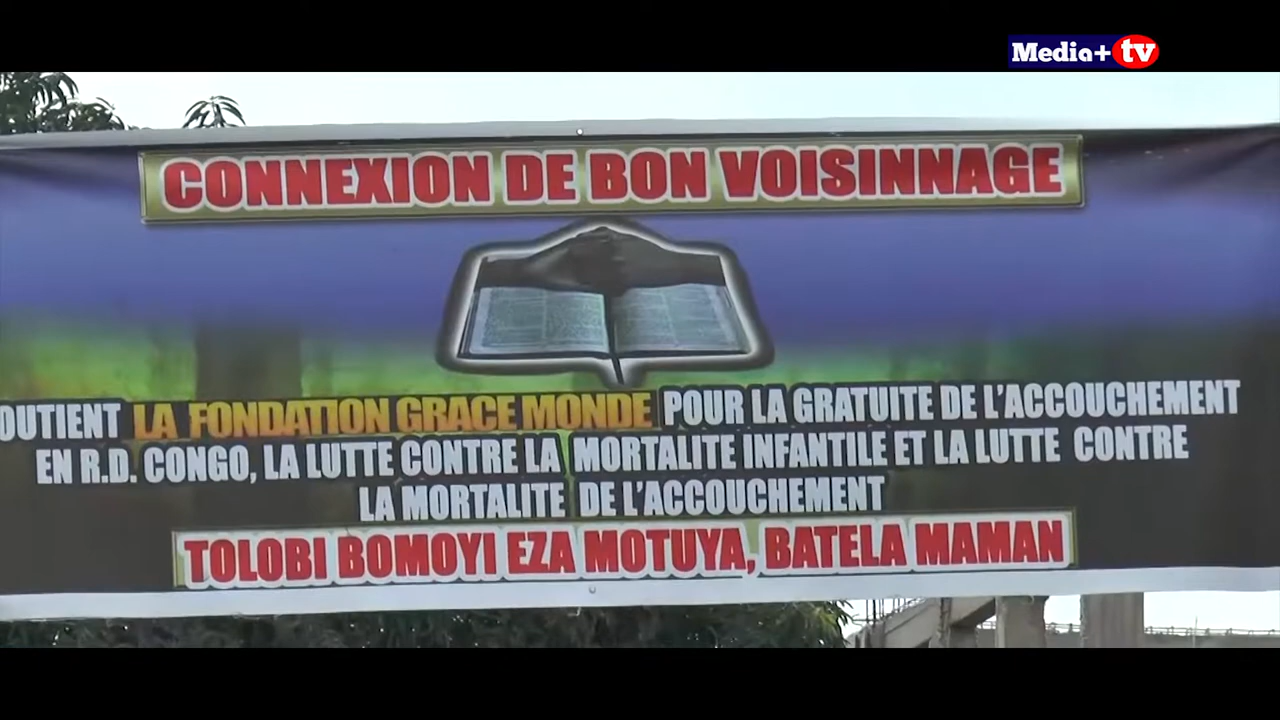 Media+ tv
CONNEXION DE BON VOISINNAGE
OUTIENT LA FONDATION GRACE MONDE POUR LA GRATUITE DE L'ACCOUCHEMENT
EN R.D. CONGO, LA LUTTE CONTRE LA MORTALITE INFANTILE ET LA LUTTE CONTRE
LA MORTALITE DE L'ACCOUCHEMENT
TOLOBI BOMOYI EZA MOTUYA, BATELA MAMAN